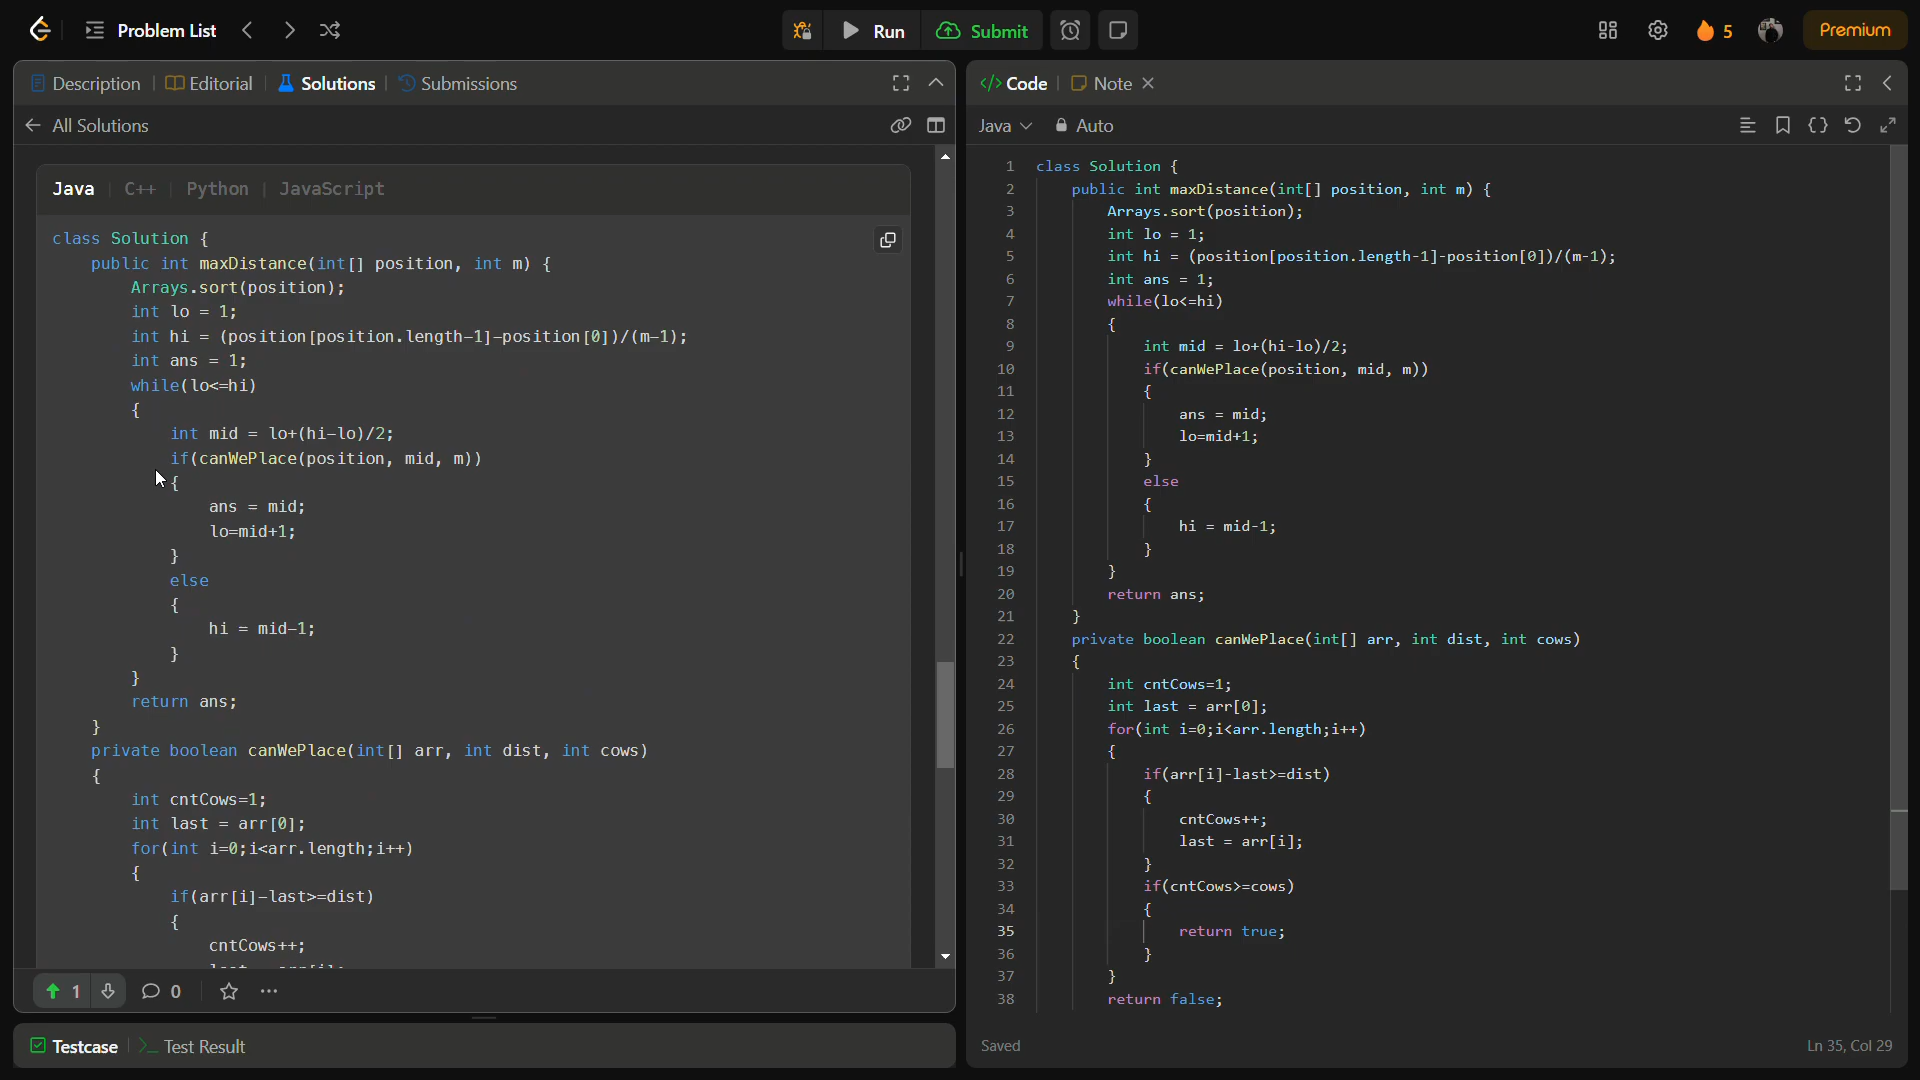 Problem List
Run
Submit
5
Premium
Description
Editorial
Solutions
Submissions
All Solutions
Java
C++
Python
JavaScript
class Solution {
public int maxDistance(int[] position, int m) {
Arrays.sort(position);
int lo = 1;
int hi = (position[position.length-1]-position[0])/(m-1);
int ans = 1;
while(lo<=hi)
{
int mid = lo+(hi-lo)/2;
if(canWePlace(position, mid, m))
{
ans = mid;
lo=mid+1;
}
else
{
hi = mid-1;
}
}
return ans;
}
private boolean canWePlace(int[] arr, int dist, int cows)
{
int cntCows=1;
int last = arr[0];
for(int i=0;i<arr.length;i++)
{
if(arr[i]-last>=dist)
{
cntCows++;
1
0
Testcase
Test Result
Code
Note
Java
Auto
1 class Solution {
2 public int maxDistance(int[] position, int m) {
3 Arrays.sort(position);
4 int lo = 1;
5 int hi = (position[position.length-1]-position[0])/(m-1);
6 int ans = 1;
7 while(lo<=hi)
8 {
9 int mid = lo+(hi-lo)/2;
10 if(canWePlace(position, mid, m))
11 {
12 ans = mid;
13 lo=mid+1;
14 }
15 else
16 {
17 hi = mid-1;
18 }
19 }
20 return ans;
21 }
22 private boolean canWePlace(int[] arr, int dist, int cows)
23 {
24 int cntCows=1;
25 int last = arr[0];
26 for(int i=0;i<arr.length;i++)
27 {
28 if(arr[i]-last>=dist)
29 {
30 cntCows++;
31 last = arr[i];
32 }
33 if(cntCows>=cows)
34 {
35 return true;
36 }
37 }
38 return false;
Saved
Ln 35, Col 29